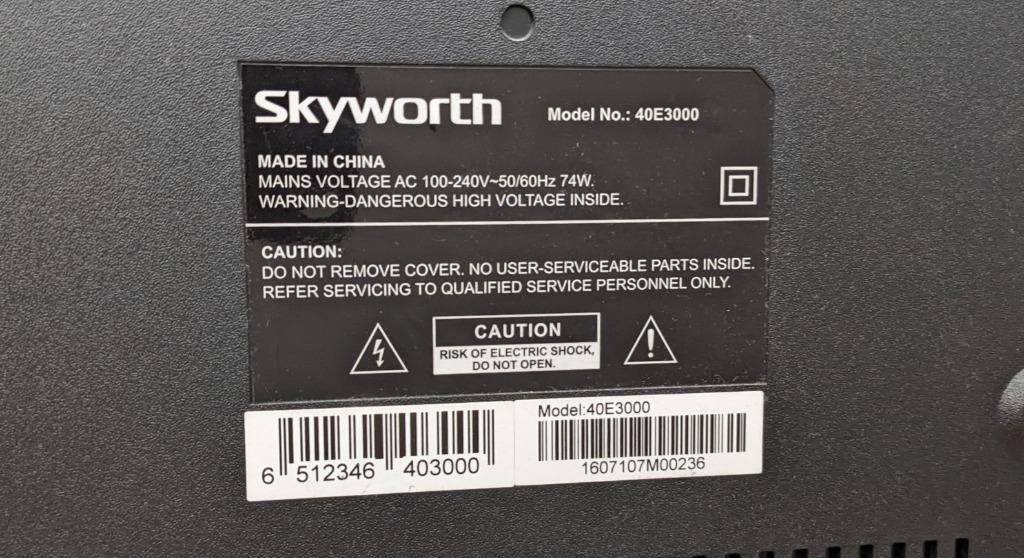 Skyworth Model No.: 40E3000
MADE IN CHINA
MAINS VOLTAGE AC 100-240V~50/60Hz 74W.
WARNING-DANGEROUS HIGH VOLTAGE INSIDE.
CAUTION:
DO NOT REMOVE COVER. NO USER-SERVICEABLE PARTS INSIDE.
REFER SERVICING TO QUALIFIED SERVICE PERSONNEL ONLY.
CAUTION
RISK OF ELECTRIC SHOCK,
DO NOT OPEN.
6 512346 403000
Model:40E3000
1607107M00236